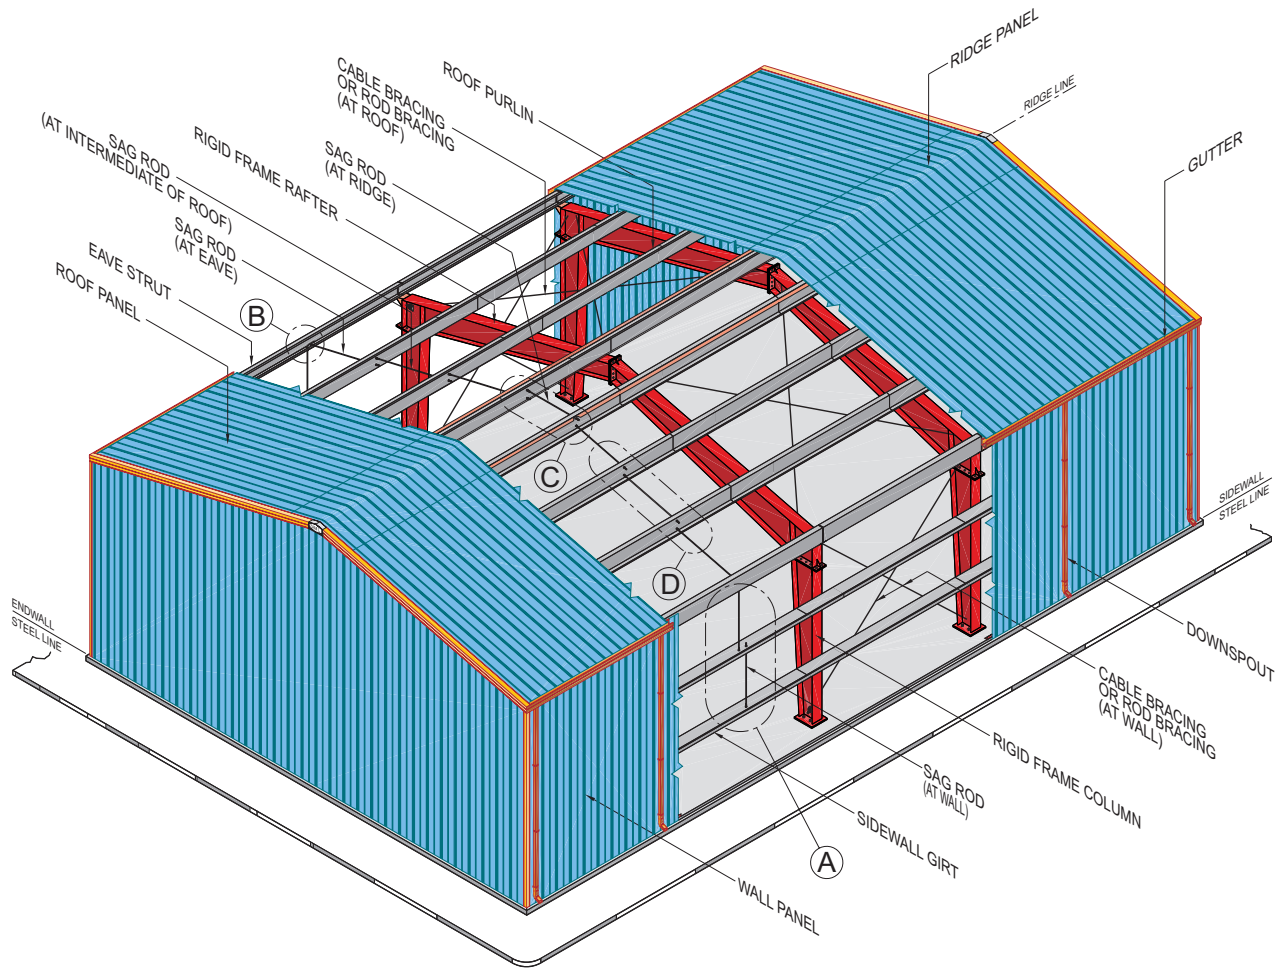 RIDGE PANEL
RIDGE LINE
GUTTER
CABLE BRACING
OR ROD BRACING
(AT ROOF)
ROOF PURLIN
SAG ROD
(AT RIDGE)
RIGID FRAME RAFTER
SAG ROD
(AT INTERMEDIATE OF ROOF)
SAG ROD
(AT EAVE)
EAVE STRUT
ROOF PANEL
B
C
D
SIDEWALL
STEEL LINE
ENDWALL
STEEL LINE
DOWNSPOUT
CABLE BRACING
OR ROD BRACING
(AT WALL)
RIGID FRAME COLUMN
SAG ROD
(AT WALL)
SIDEWALL GIRT
A
WALL PANEL